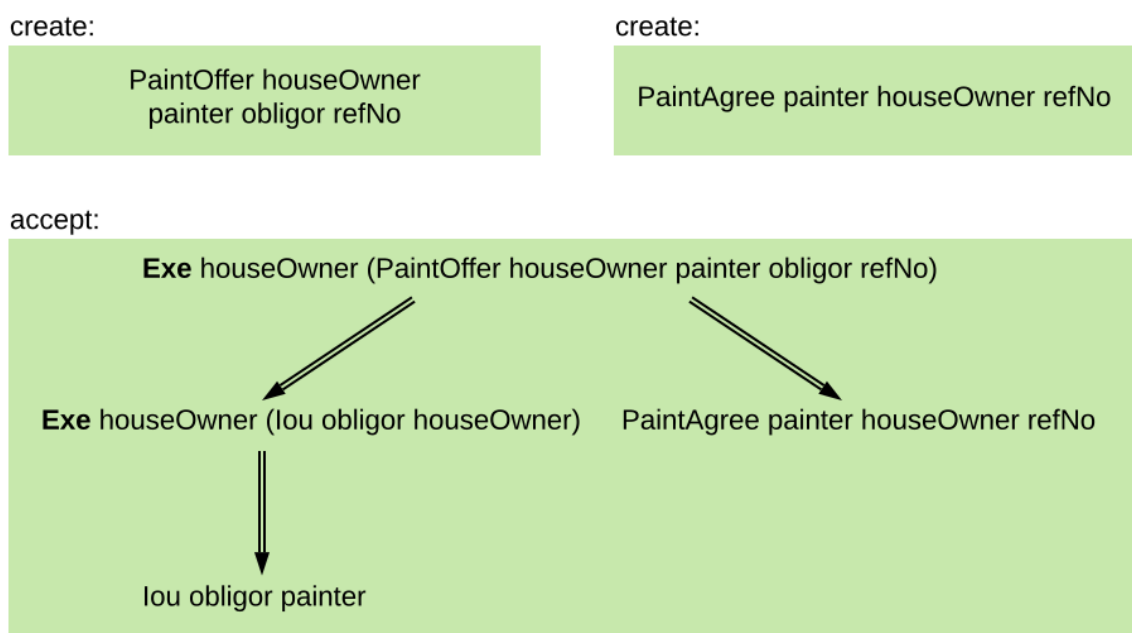 create:
PaintOffer houseOwner
painter obligor refNo
create:
PaintAgree painter houseOwner refNo
accept:
Exe houseOwner (PaintOffer houseOwner painter obligor refNo)
Exe houseOwner (Iou obligor houseOwner)
PaintAgree painter houseOwner refNo
Iou obligor painter